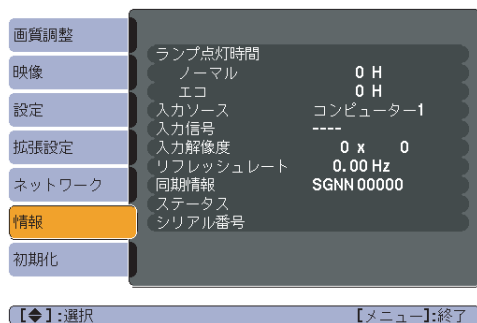 画質調整
映像
設定
拡張設定
ネットワーク
情報
初期化
ランプ点灯時間
ノーマル 0 H
エコ 0 H
入力ソース コンピューター1
入力信号 ----
入力解像度 0 x 0
リフレッシュレート 0.00 Hz
同期情報 SGNN 00000
ステータス
シリアル番号
【◆】:選択 【メニュー】:終了